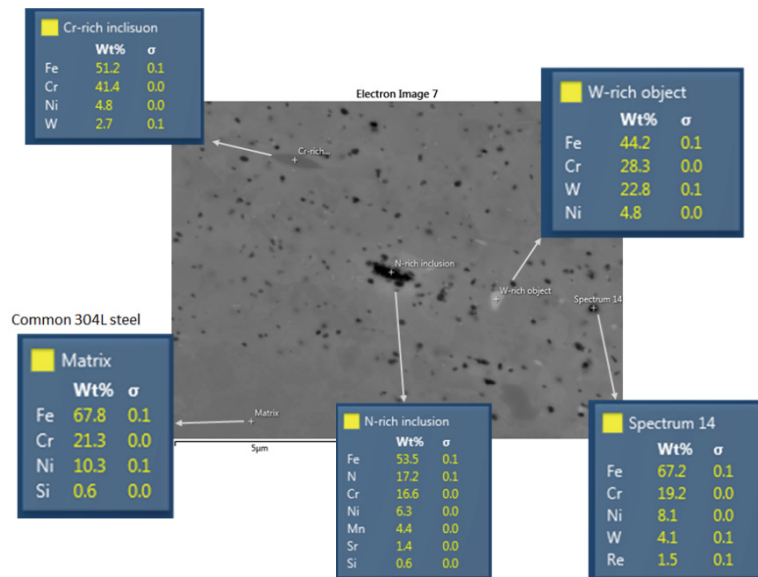 Cr-rich inclisuon
Wt% σ
Fe 51.2 0.1
Cr 41.4 0.0
Ni 4.8 0.0
W 2.7 0.1
Electron Image 7
W-rich object
Wt% σ
Fe 44.2 0.1
Cr 28.3 0.0
W 22.8 0.1
Ni 4.8 0.0
Cr-rich...
N-rich inclusion
W-rich object
Spectrum 14
Matrix
5µm
Common 304L steel
Matrix
Wt% σ
Fe 67.8 0.1
Cr 21.3 0.0
Ni 10.3 0.1
Si 0.6 0.0
N-rich inclusion
Wt% σ
Fe 53.5 0.1
N 17.2 0.1
Cr 16.6 0.0
Ni 6.3 0.0
Mn 4.4 0.0
Sr 1.4 0.0
Si 0.6 0.0
Spectrum 14
Wt% σ
Fe 67.2 0.1
Cr 19.2 0.0
Ni 8.1 0.0
W 4.1 0.1
Re 1.5 0.1